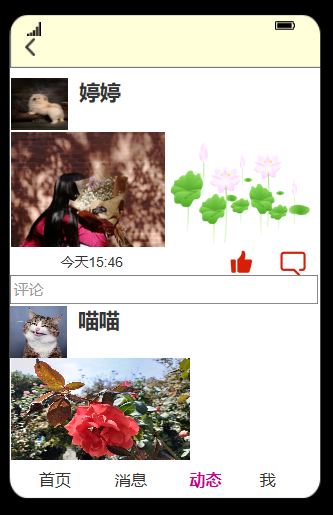 婷婷
今天15:46
评论
喵喵
首页 消息 动态 我